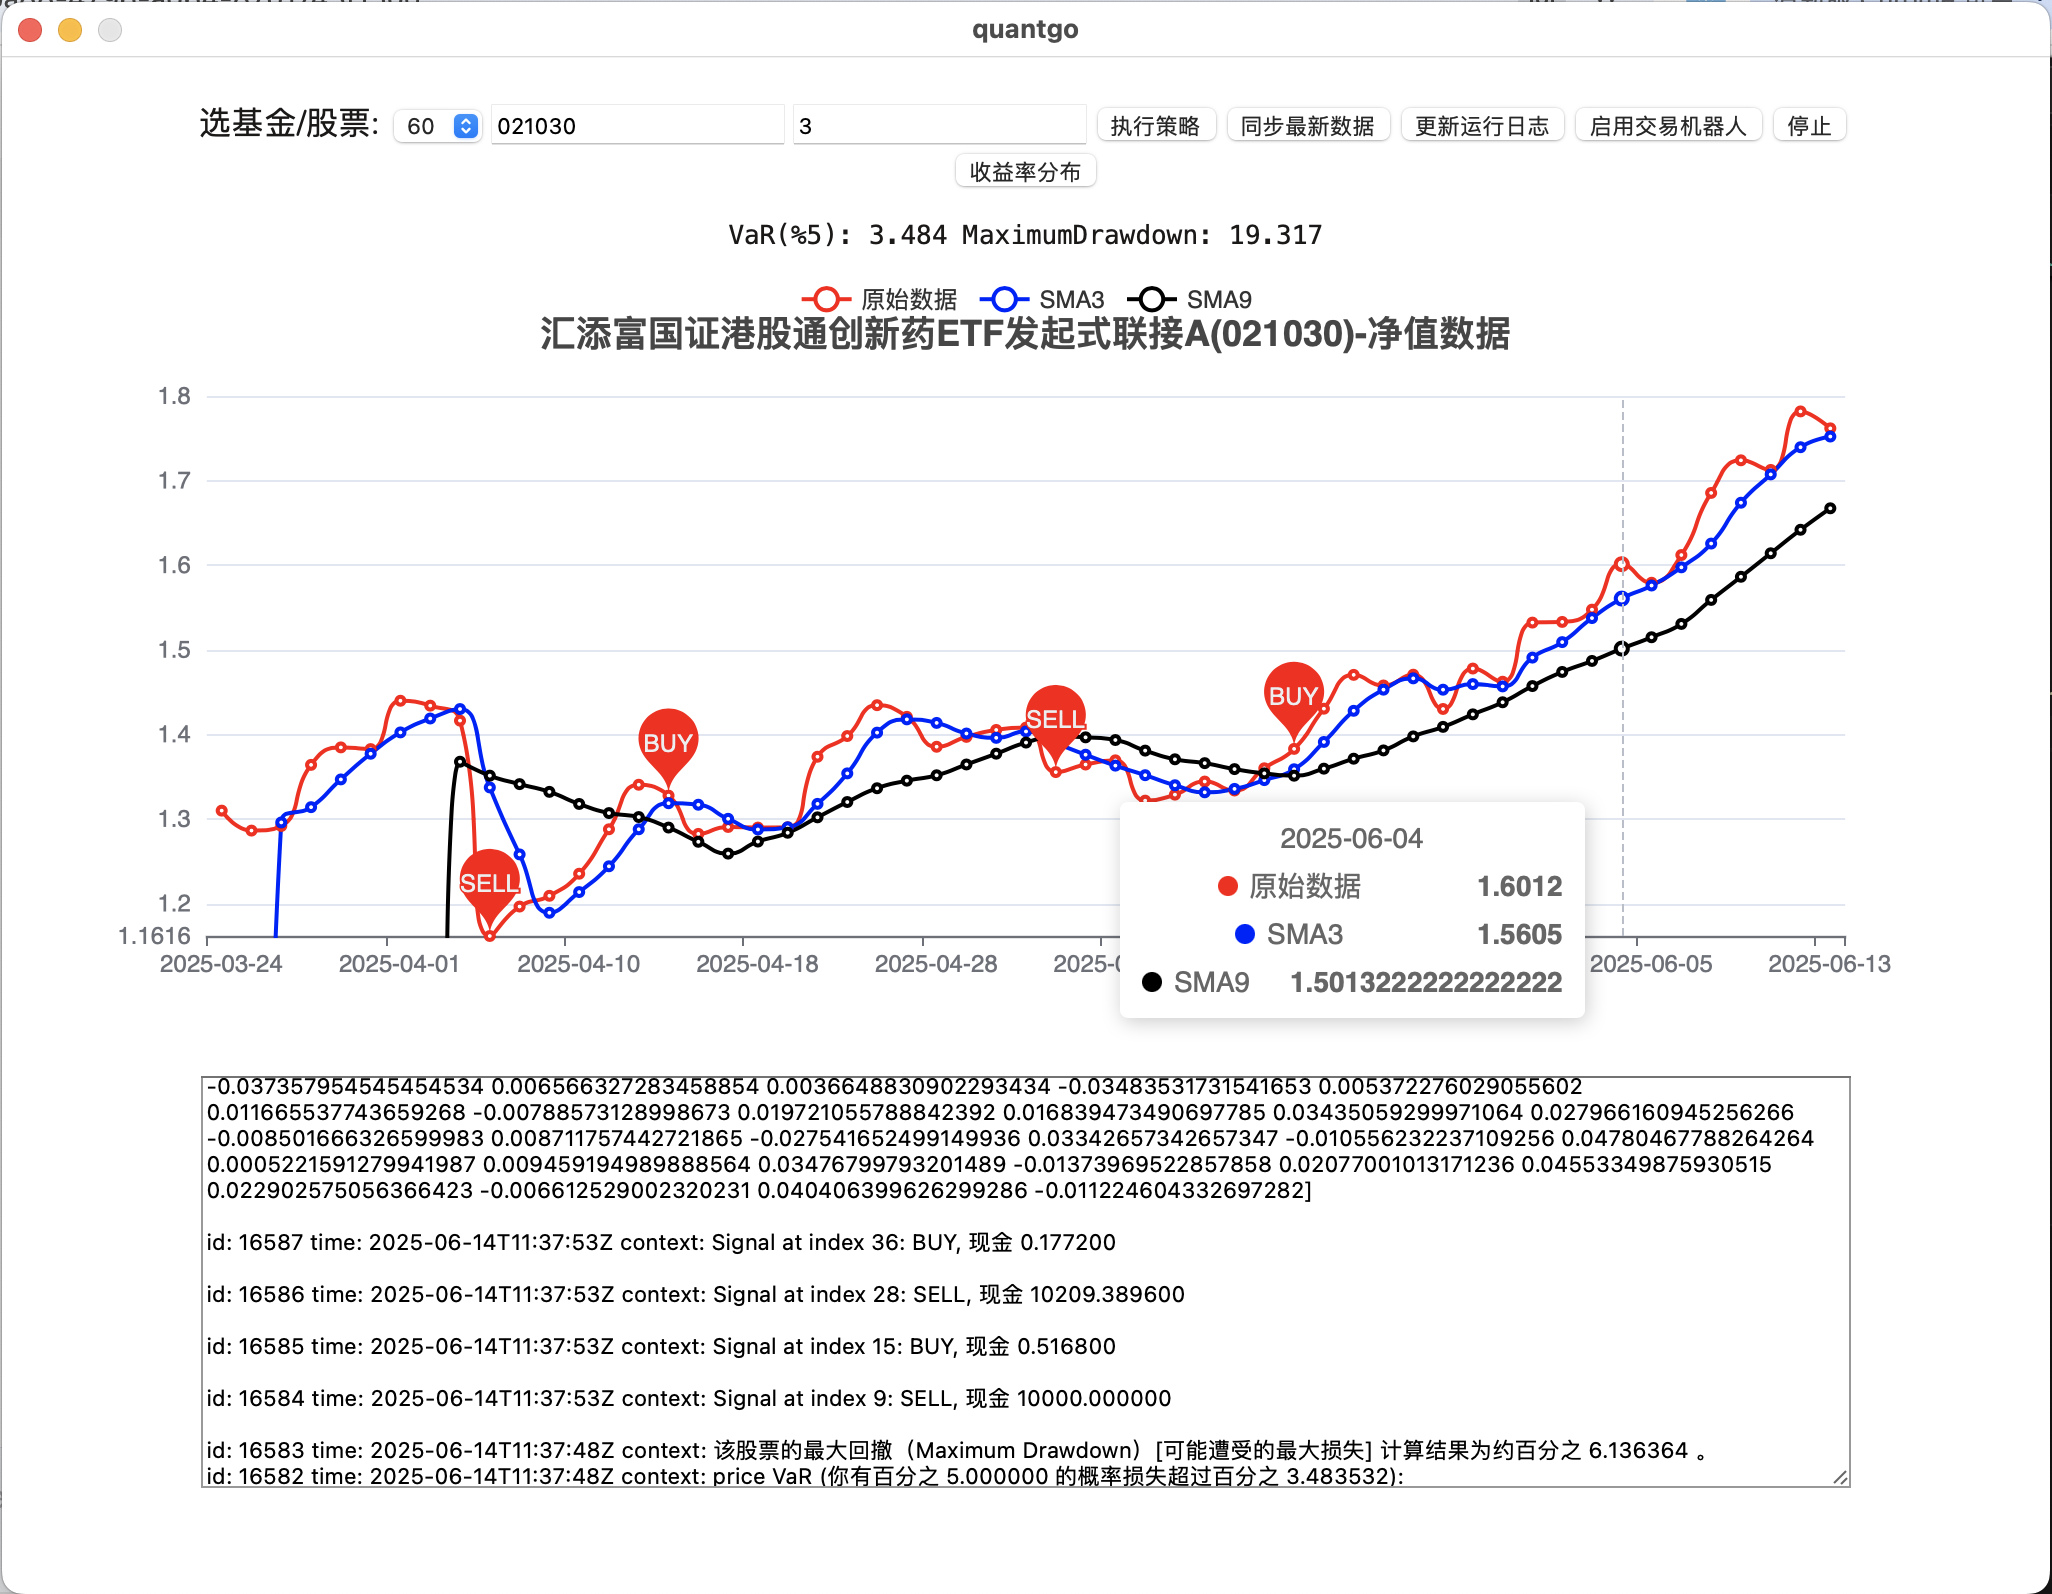 quantgo
选基金/股票: 60 021030 3 执行策略 同步最新数据 更新运行日志 启用交易机器人 停止
收益率分布
VaR(%5): 3.484 MaximumDrawdown: 19.317
原始数据 SMA3 SMA9
汇添富国证港股通创新药ETF发起式联接A(021030)-净值数据
1.8
1.7
1.6
1.5
1.4
1.3
1.2
1.1616
SELL
BUY
SELL
BUY
2025-03-24 2025-04-01 2025-04-10 2025-04-18 2025-04-28 2025-0 2025-06-05 2025-06-13
2025-06-04
原始数据 1.6012
SMA3 1.5605
SMA9 1.5013222222222222
-0.037357954545454534 0.006566327283458854 0.0036648830902293434 -0.03483531731541653 0.005372276029055602
0.011665537743659268 -0.00788573128998673 0.019721055788842392 0.016839473490697785 0.03435059299971064 0.027966160945256266
-0.008501666326599983 0.008711757442721865 -0.027541652499149936 0.03342657342657347 -0.010556232237109256 0.04780467788264264
0.0005221591279941987 0.009459194989888564 0.03476799793201489 -0.01373969522857858 0.02077001013171236 0.04553349875930515
0.022902575056366423 -0.006612529002320231 0.040406399626299286 -0.011224604332697282]
id: 16587 time: 2025-06-14T11:37:53Z context: Signal at index 36: BUY, 现金 0.177200
id: 16586 time: 2025-06-14T11:37:53Z context: Signal at index 28: SELL, 现金 10209.389600
id: 16585 time: 2025-06-14T11:37:53Z context: Signal at index 15: BUY, 现金 0.516800
id: 16584 time: 2025-06-14T11:37:53Z context: Signal at index 9: SELL, 现金 10000.000000
id: 16583 time: 2025-06-14T11:37:48Z context: 该股票的最大回撤（Maximum Drawdown）[可能遭受的最大损失] 计算结果为约百分之 6.136364 。
id: 16582 time: 2025-06-14T11:37:48Z context: price VaR (你有百分之 5.000000 的概率损失超过百分之 3.483532):